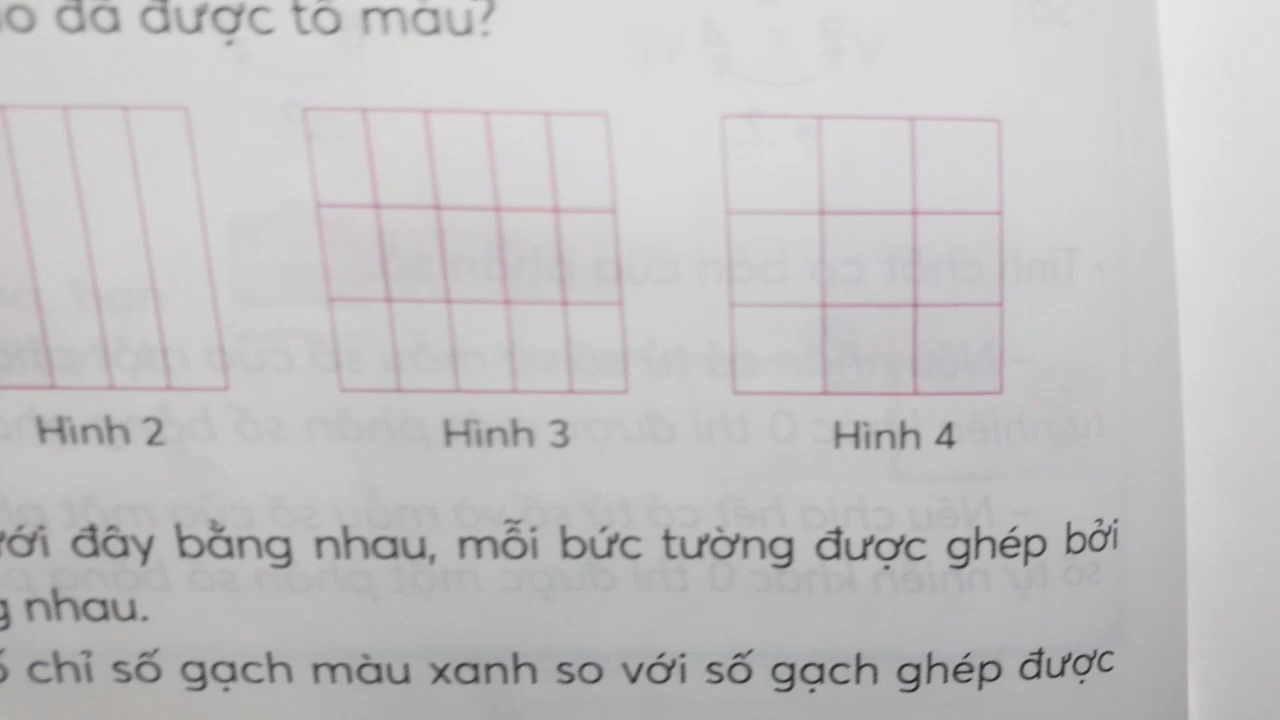 đã được tô màu?
Hình 2 Hình 3 Hình 4
đây bằng nhau, mỗi bức tường được ghép bởi
nhau.
chỉ số gạch màu xanh so với số gạch ghép được